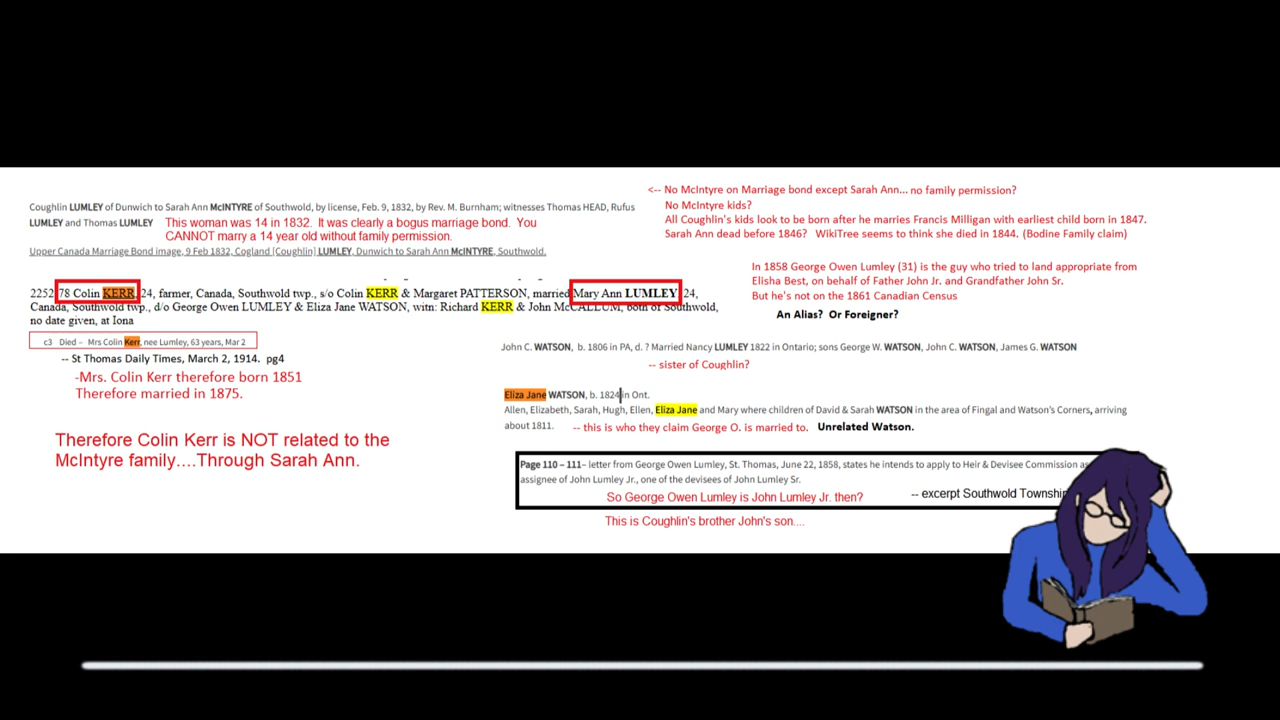 Coughlin LUMLEY of Dunwich to Sarah Ann McINTYRE of Southwold, by license, Feb. 9, 1832, by Rev. M. Burnham; witnesses Thomas HEAD, Rufus
LUMLEY and Thomas LUMLEY
This woman was 14 in 1832. It was clearly a bogus marriage bond. You
CANNOT marry a 14 year old without family permission.
Upper Canada Marriage Bond image, 9 Feb 1832, Cogland [Coughlin] LUMLEY, Dunwich to Sarah Ann McINTYRE, Southwold.
<-- No McIntyre on Marriage bond except Sarah Ann... no family permission?
No McIntyre kids?
All Coughlin's kids look to be born after he marries Francis Milligan with earliest child born in 1847.
Sarah Ann dead before 1846? WikiTree seems to think she died in 1844. (Bodine Family claim)
2252 78 Colin KERR, 24, farmer, Canada, Southwold twp., s/o Colin KERR & Margaret PATTERSON, married Mary Ann LUMLEY, 24,
Canada, Southwold twp., d/o George Owen LUMLEY & Eliza Jane WATSON, witn: Richard KERR & John McCALLUM, both of Southwold,
no date given, at Iona
c3 Died – Mrs Colin Kerr, nee Lumley, 63 years, Mar 2
-- St Thomas Daily Times, March 2, 1914. pg4
-Mrs. Colin Kerr therefore born 1851
Therefore married in 1875.
Therefore Colin Kerr is NOT related to the
McIntyre family....Through Sarah Ann.
In 1858 George Owen Lumley (31) is the guy who tried to land appropriate from
Elisha Best, on behalf of Father John Jr. and Grandfather John Sr.
But he's not on the 1861 Canadian Census
An Alias? Or Foreigner?
John C. WATSON, b. 1806 in PA, d. ? Married Nancy LUMLEY 1822 in Ontario; sons George W. WATSON, John C. WATSON, James G. WATSON
-- sister of Coughlin?
Eliza Jane WATSON, b. 1824 in Ont.
Allen, Elizabeth, Sarah, Hugh, Ellen, Eliza Jane and Mary where children of David & Sarah WATSON in the area of Fingal and Watson's Corners, arriving
about 1811. -- this is who they claim George O. is married to. Unrelated Watson.
Page 110 – 111– letter from George Owen Lumley, St. Thomas, June 22, 1858, states he intends to apply to Heir & Devisee Commission as
assignee of John Lumley Jr., one of the devisees of John Lumley Sr.
So George Owen Lumley is John Lumley Jr. then?
-- excerpt Southwold
This is Coughlin's brother John's son....